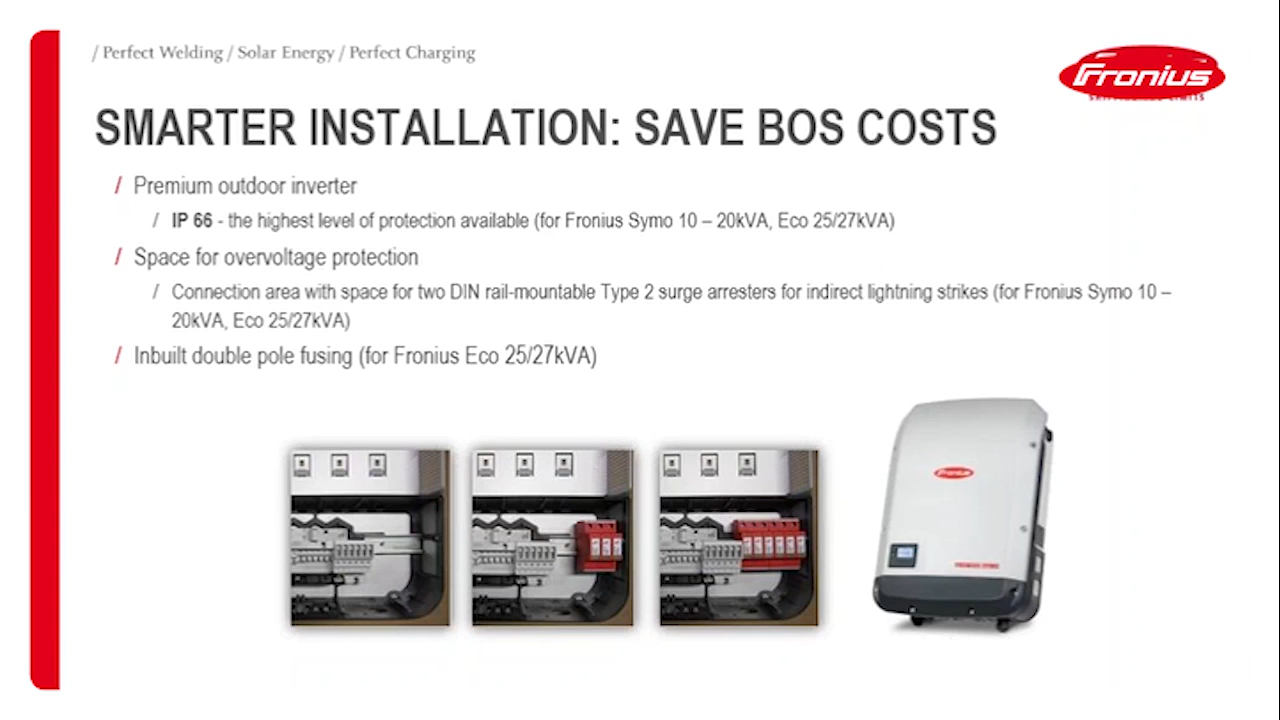 / Perfect Welding / Solar Energy / Perfect Charging
Fronius
SMARTER INSTALLATION: SAVE BOS COSTS
/ Premium outdoor inverter
/ IP 66 - the highest level of protection available (for Fronius Symo 10 – 20kVA, Eco 25/27kVA)
/ Space for overvoltage protection
/ Connection area with space for two DIN rail-mountable Type 2 surge arresters for indirect lightning strikes (for Fronius Symo 10 –
20kVA, Eco 25/27kVA)
/ Inbuilt double pole fusing (for Fronius Eco 25/27kVA)
Fronius
FRONIUS SYMO